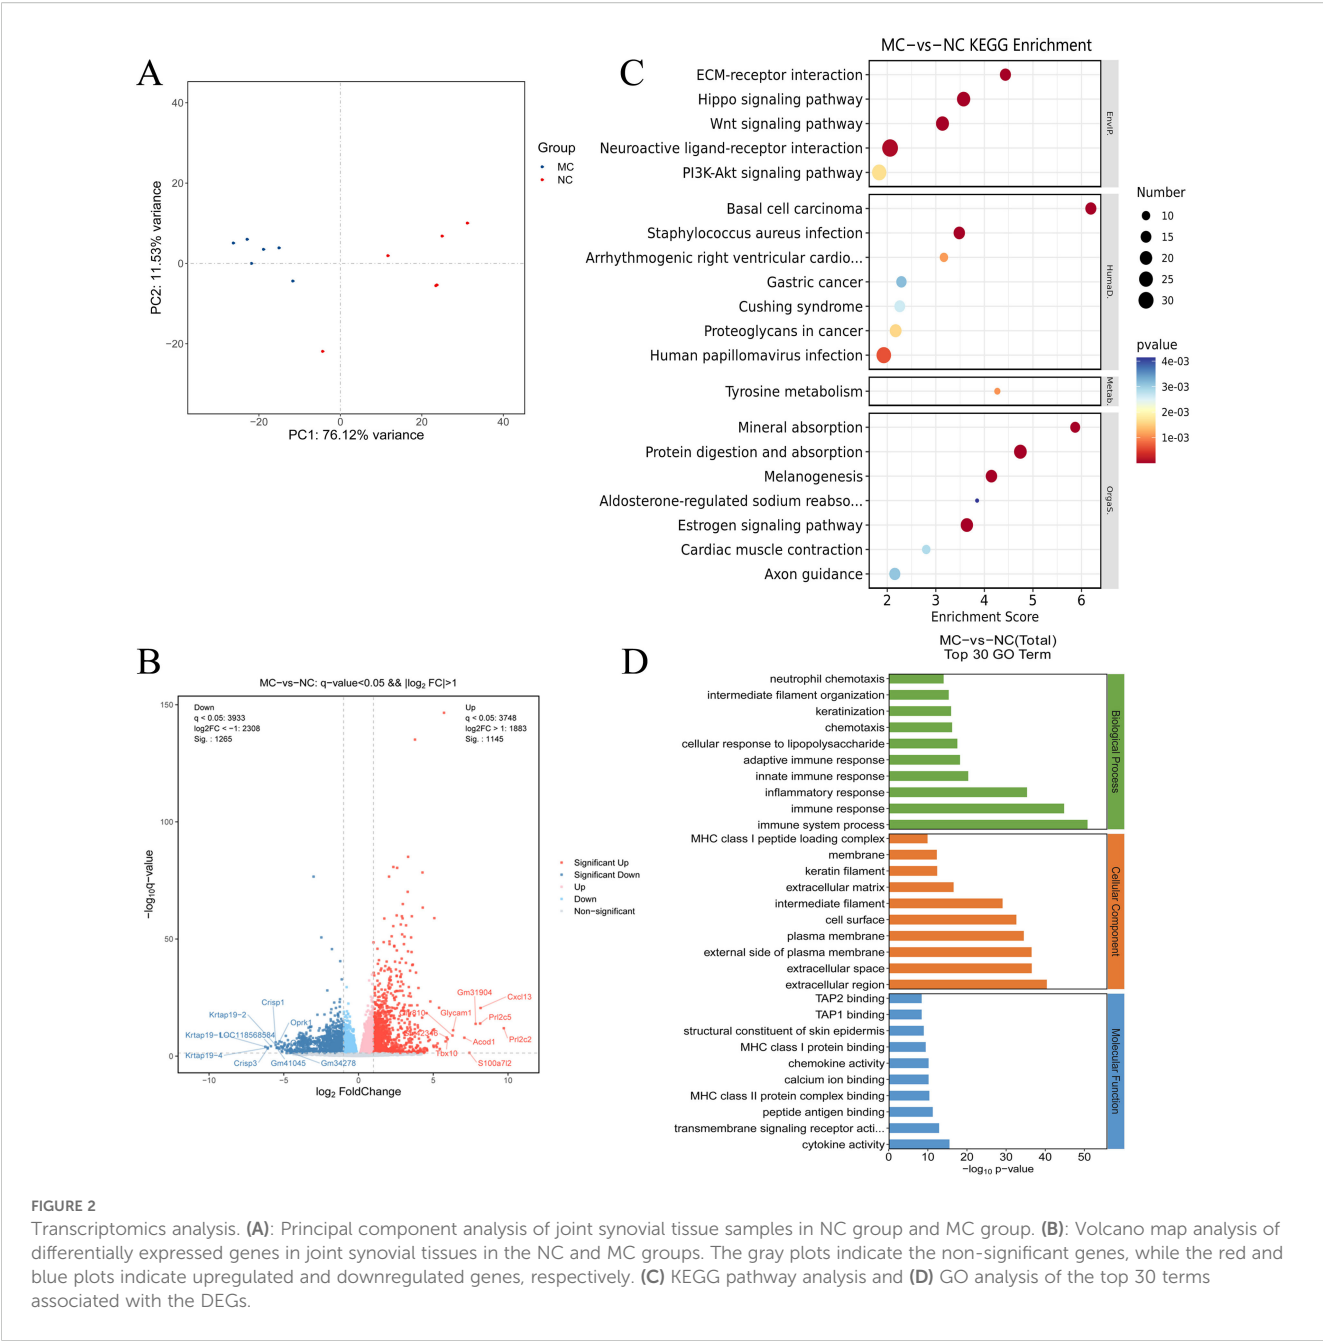 A
40
20
0
−20
−20
0
20
40
PC2: 11.53% variance
PC1: 76.12% variance
Group
MC
NC
C
MC−vs−NC KEGG Enrichment
ECM-receptor interaction
Hippo signaling pathway
Wnt signaling pathway
Neuroactive ligand-receptor interaction
PI3K-Akt signaling pathway
EnvIP.
Basal cell carcinoma
Staphylococcus aureus infection
Arrhythmogenic right ventricular cardio...
Gastric cancer
Cushing syndrome
Proteoglycans in cancer
Human papillomavirus infection
HumaD.
Tyrosine metabolism
Metab.
Mineral absorption
Protein digestion and absorption
Melanogenesis
Aldosterone-regulated sodium reabso...
Estrogen signaling pathway
Cardiac muscle contraction
Axon guidance
OrgaS.
2
3
4
5
6
Enrichment Score
Number
10
15
20
25
30
pvalue
4e-03
3e-03
2e-03
1e-03
B
MC−vs−NC: q−value<0.05 && |log2 FC|>1
Down
q < 0.05: 3933
log2FC < −1: 2308
Sig. : 1265
Up
q < 0.05: 3748
log2FC > 1: 1883
Sig. : 1145
150
100
50
0
−log10q−value
−10
−5
0
5
10
log2 FoldChange
Crisp1
Krtap19−2
Oprk1
LOC118568584
Krtap19−4
Crisp3
Gm41045
Gm34278
Gm31904
Cxcl13
Glycam1
Prl2c5
Prl2c2
Acod1
Tbx10
S100a7l2
Significant Up
Significant Down
Up
Down
Non−significant
D
MC−vs−NC(Total)
Top 30 GO Term
neutrophil chemotaxis
intermediate filament organization
keratinization
chemotaxis
cellular response to lipopolysaccharide
adaptive immune response
innate immune response
inflammatory response
immune response
immune system process
Biological Process
MHC class I peptide loading complex
membrane
keratin filament
extracellular matrix
intermediate filament
cell surface
plasma membrane
external side of plasma membrane
extracellular space
extracellular region
Cellular Component
TAP2 binding
TAP1 binding
structural constituent of skin epidermis
MHC class I protein binding
chemokine activity
calcium ion binding
MHC class II protein complex binding
peptide antigen binding
transmembrane signaling receptor acti...
cytokine activity
Molecular Function
0
10
20
30
40
50
−log10 p−value
FIGURE 2
Transcriptomics analysis. (A): Principal component analysis of joint synovial tissue samples in NC group and MC group. (B): Volcano map analysis of
differentially expressed genes in joint synovial tissues in the NC and MC groups. The gray plots indicate the non-significant genes, while the red and
blue plots indicate upregulated and downregulated genes, respectively. (C) KEGG pathway analysis and (D) GO analysis of the top 30 terms
associated with the DEGs.